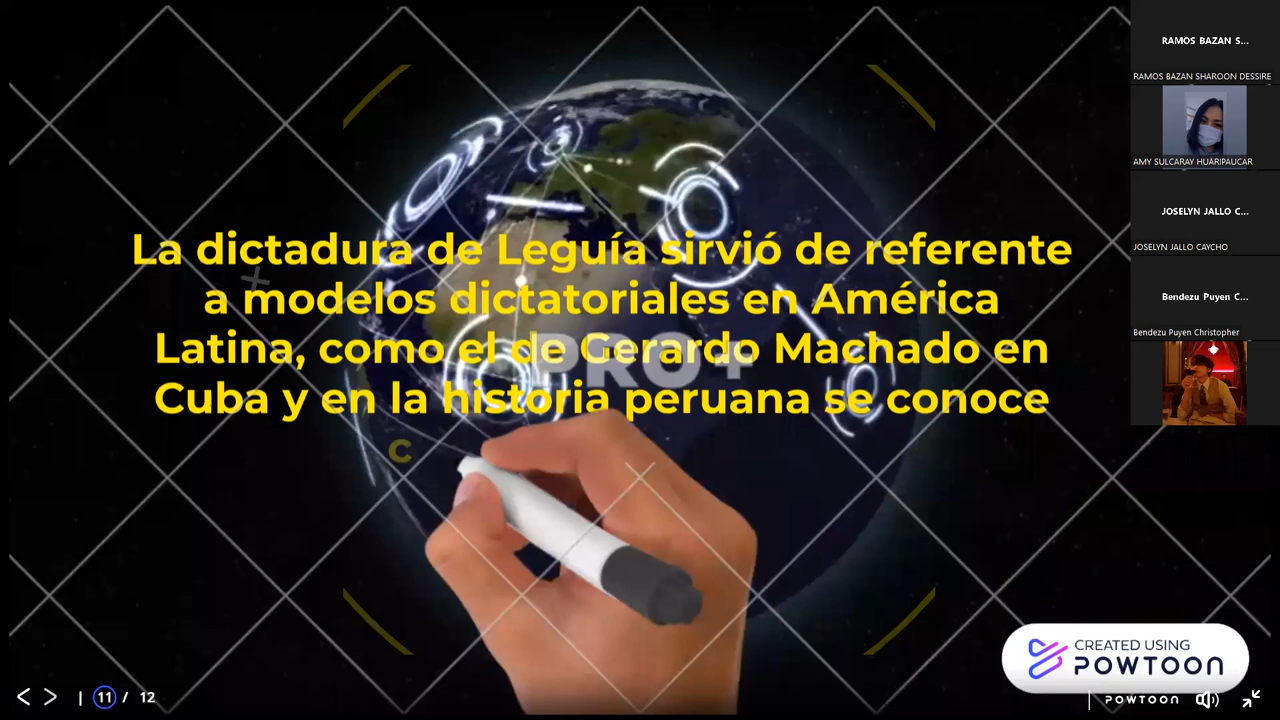 La dictadura de Leguía sirvió de referente
a modelos dictatoriales en América
Latina, como el de Gerardo Machado en
Cuba y en la historia peruana se conoce
c
PRO+
RAMOS BAZAN S...
RAMOS BAZAN SHAROON DESSIRE
AMY SULCARAY HUARIPAUCAR
JOSELYN JALLO C...
JOSELYN JALLO CAYCHO
Bendezu Puyen C...
Bendezu Puyen Christopher
CREATED USING
POWTOON
| 11 / 12
| POWTOON